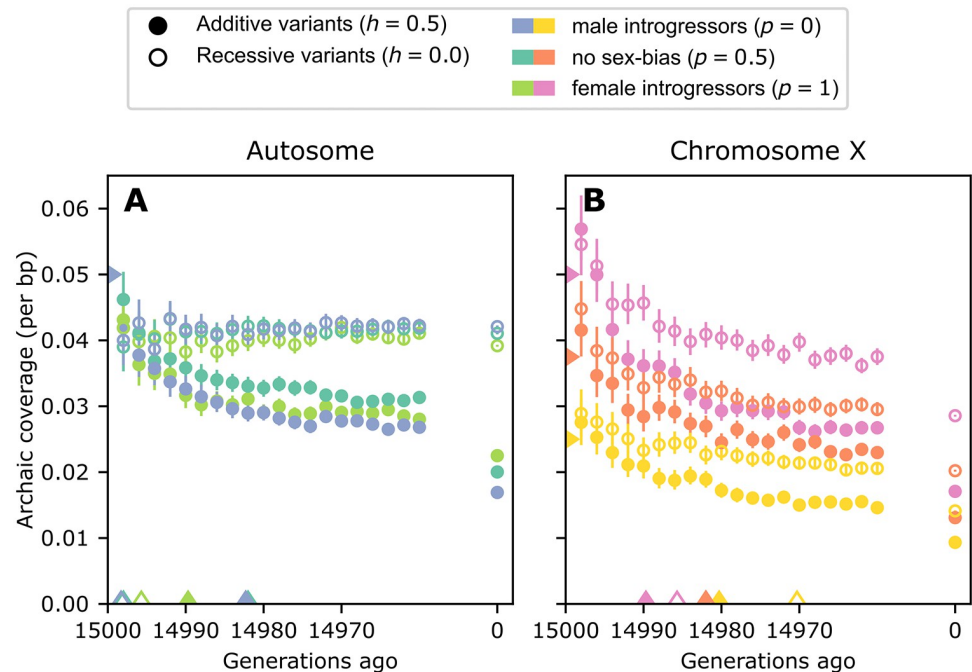 Additive variants (h = 0.5)
Recessive variants (h = 0.0)
male introgressors (p = 0)
no sex-bias (p = 0.5)
female introgressors (p = 1)
Autosome
Chromosome X
A
B
Archaic coverage (per bp)
0.06
0.05
0.04
0.03
0.02
0.01
0.00
15000 14990 14980 14970 0
15000 14990 14980 14970 0
Generations ago
Generations ago